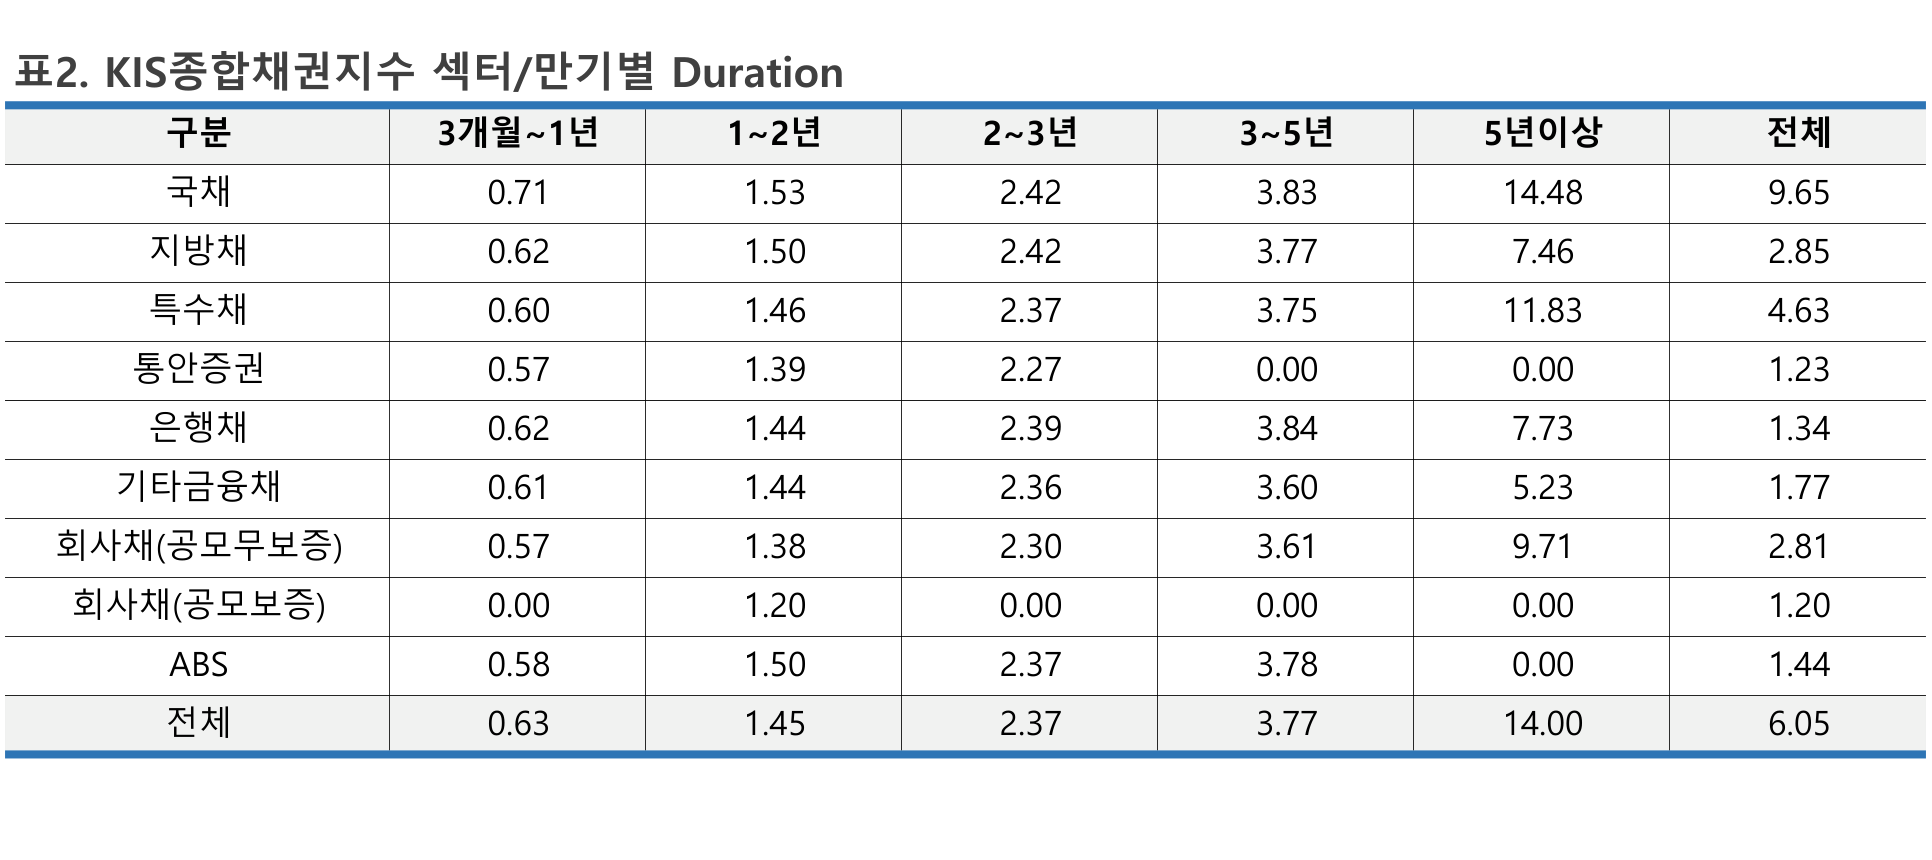 표2. KIS종합채권지수 섹터/만기별 Duration
구분 3개월~1년 1~2년 2~3년 3~5년 5년이상 전체
국채 0.71 1.53 2.42 3.83 14.48 9.65
지방채 0.62 1.50 2.42 3.77 7.46 2.85
특수채 0.60 1.46 2.37 3.75 11.83 4.63
통안증권 0.57 1.39 2.27 0.00 0.00 1.23
은행채 0.62 1.44 2.39 3.84 7.73 1.34
기타금융채 0.61 1.44 2.36 3.60 5.23 1.77
회사채(공모무보증) 0.57 1.38 2.30 3.61 9.71 2.81
회사채(공모보증) 0.00 1.20 0.00 0.00 0.00 1.20
ABS 0.58 1.50 2.37 3.78 0.00 1.44
전체 0.63 1.45 2.37 3.77 14.00 6.05